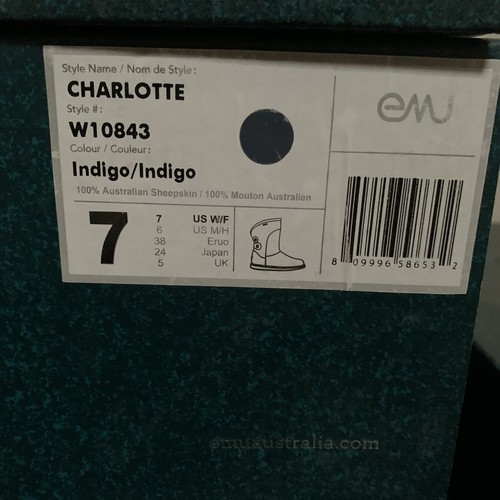 Style Name / Nom de Style:
CHARLOTTE
Style #:
W10843
Colour / Couleur:
Indigo/Indigo
100% Australian Sheepskin / 100% Mouton Australien
emu
7
7 US W/F
6 US M/H
38 Eruo
24 Japan
5 UK
8 09996 58653 2
emuaustralia.com